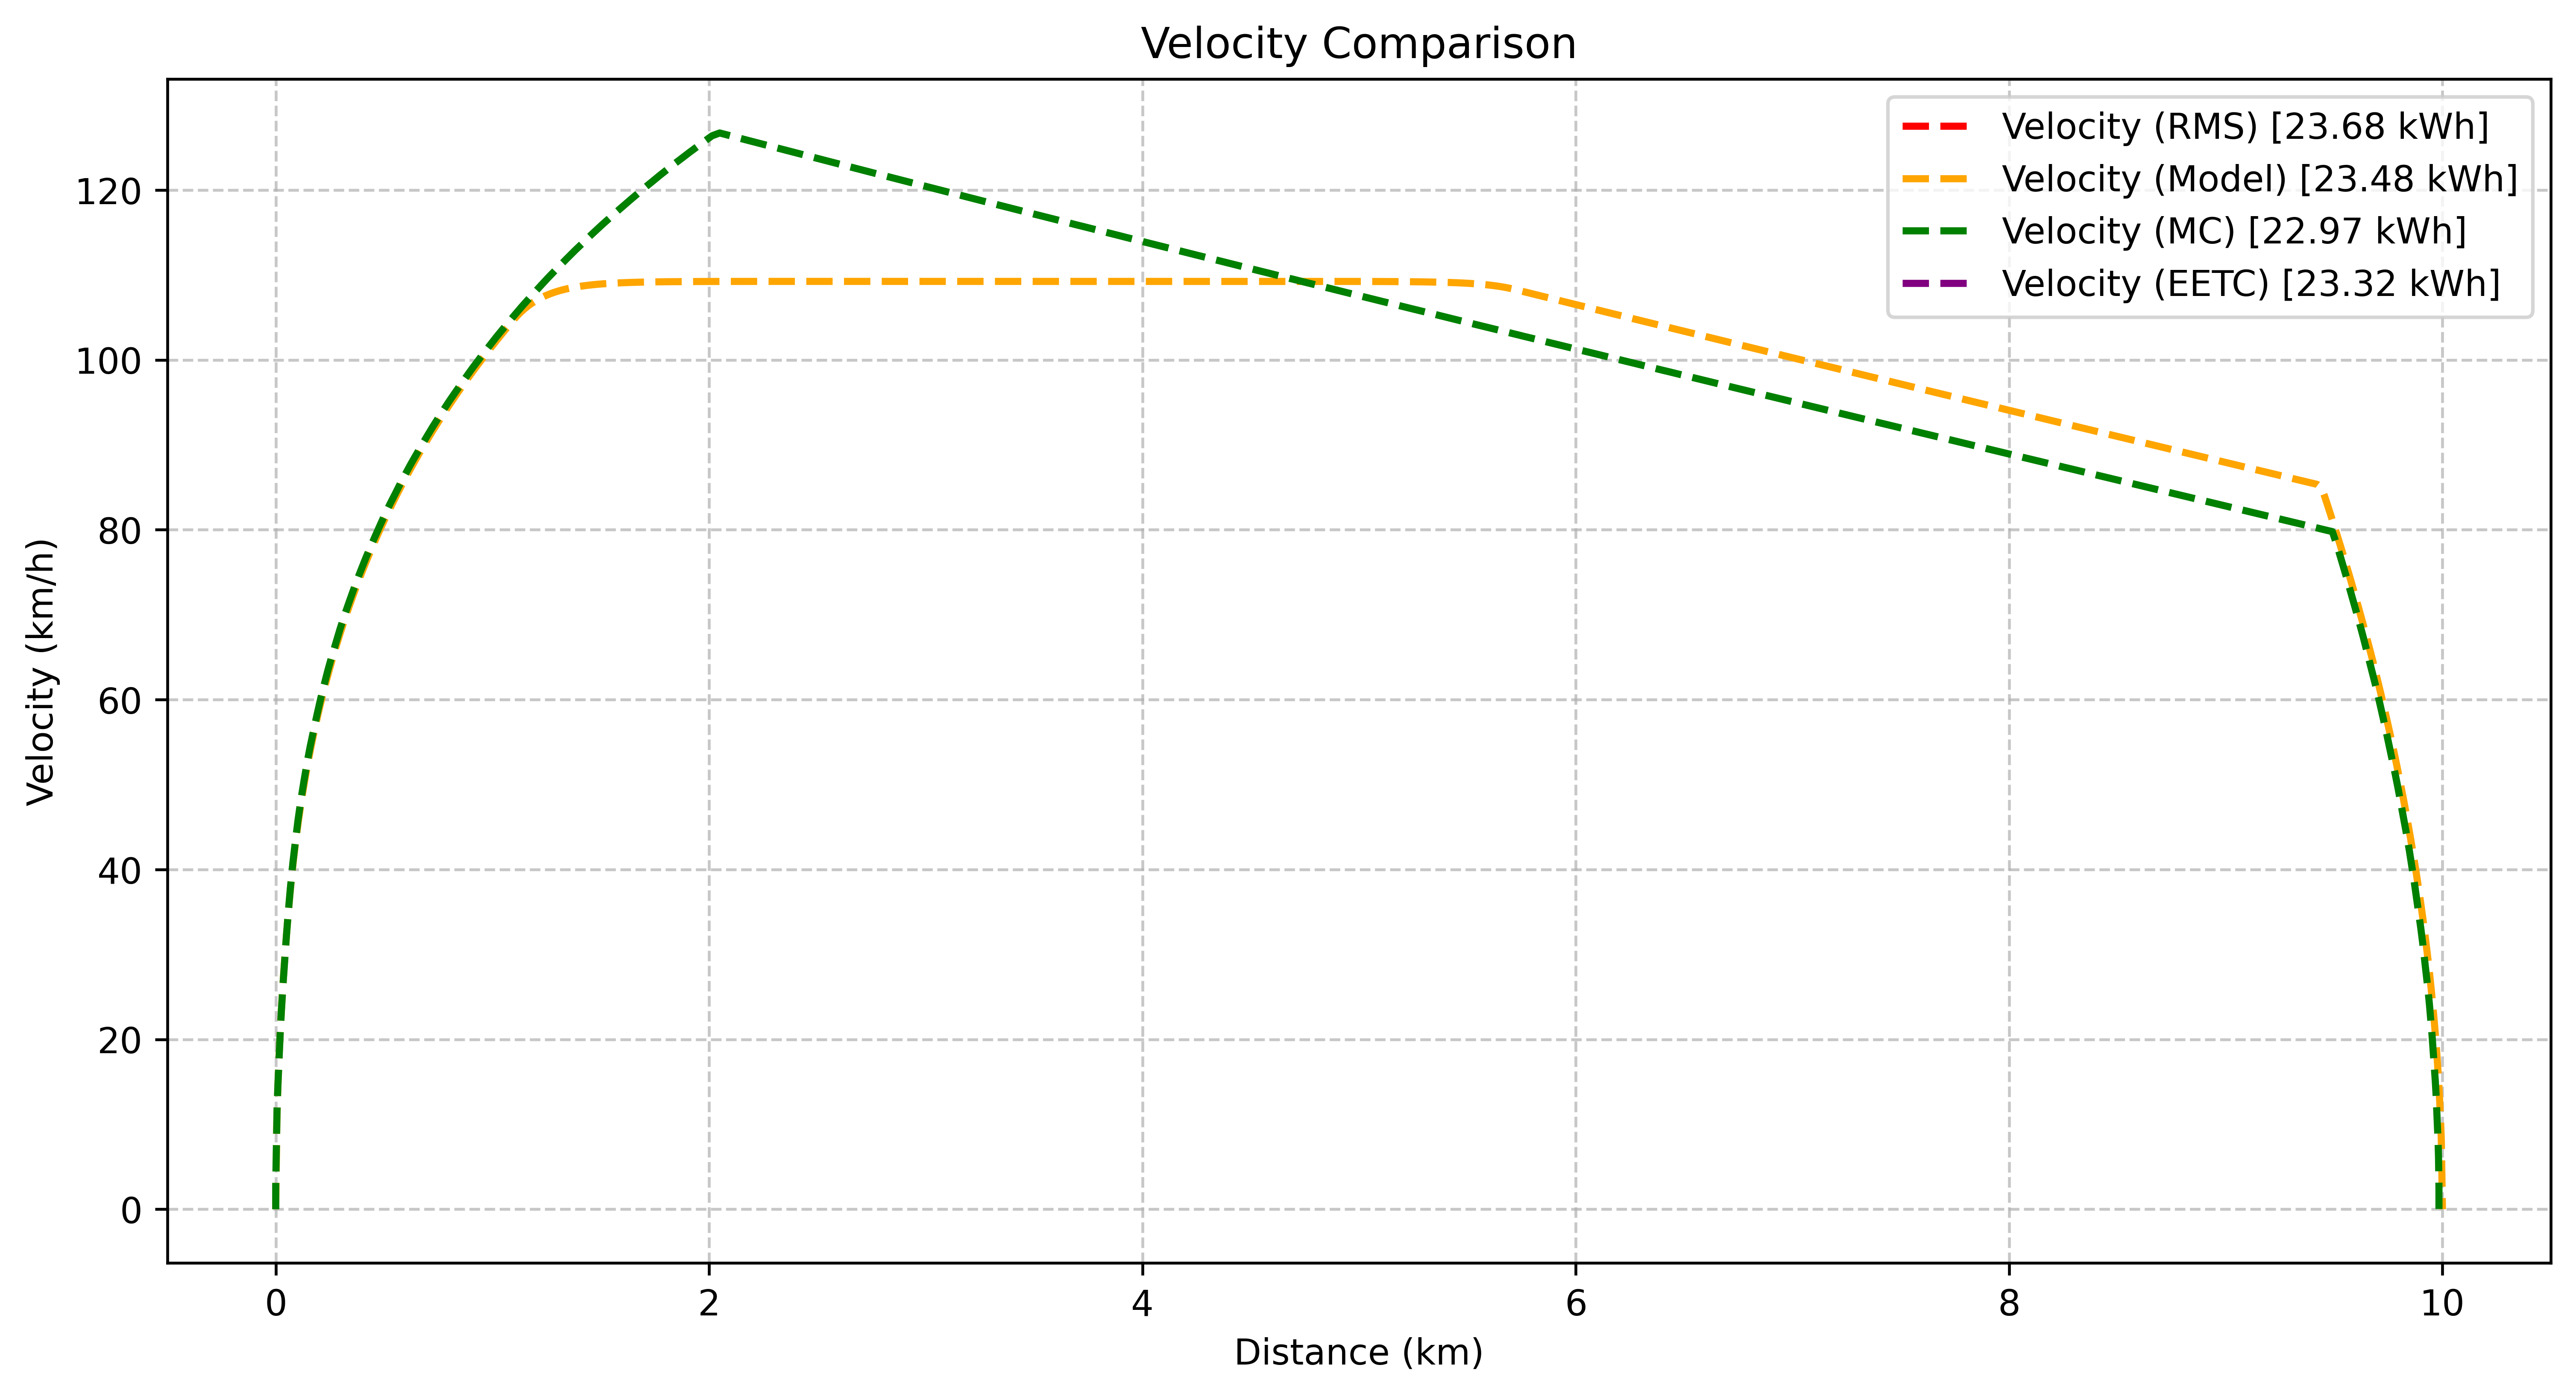 Velocity Comparison
Velocity (RMS) [23.68 kWh]
Velocity (Model) [23.48 kWh]
Velocity (MC) [22.97 kWh]
Velocity (EETC) [23.32 kWh]
Velocity (km/h)
120
100
80
60
40
20
0
0 2 4 6 8 10
Distance (km)